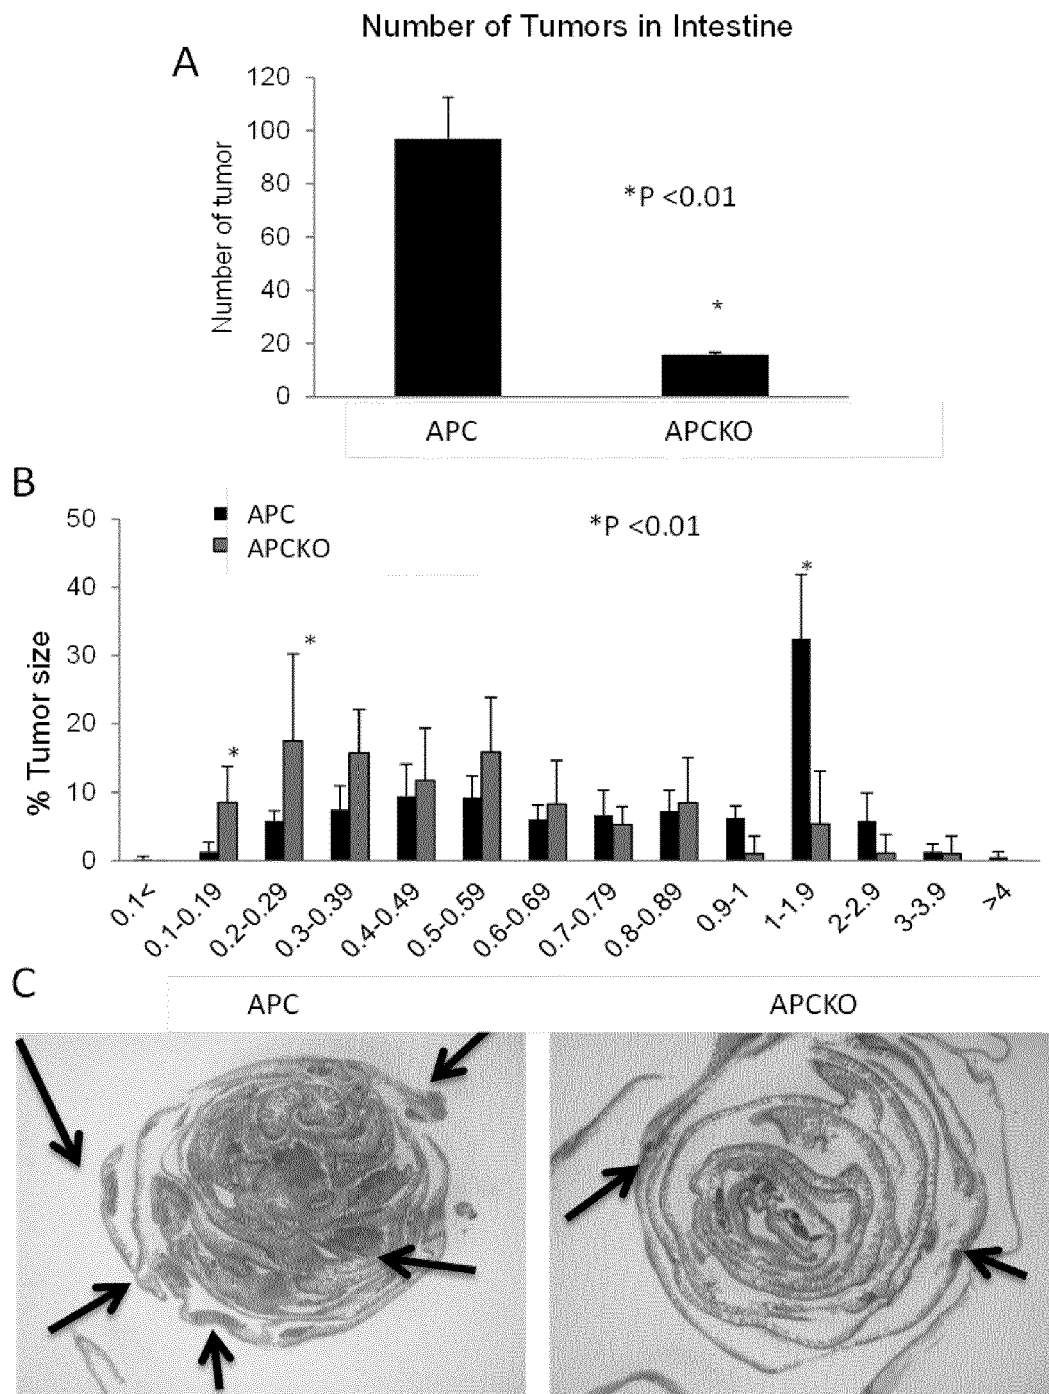 Number of Tumors in Intestine
A
120
100
80
60
40
20
0
Number of tumor
*P <0.01
*
APC
APCKO
B
50
40
30
20
10
0
% Tumor size
APC
APCKO
*P <0.01
*
*
*
0.1<
0.1-0.19
0.2-0.29
0.3-0.39
0.4-0.49
0.5-0.59
0.6-0.69
0.7-0.79
0.8-0.89
0.9-1
1-1.9
2-2.9
3-3.9
>4
C
APC
APCKO